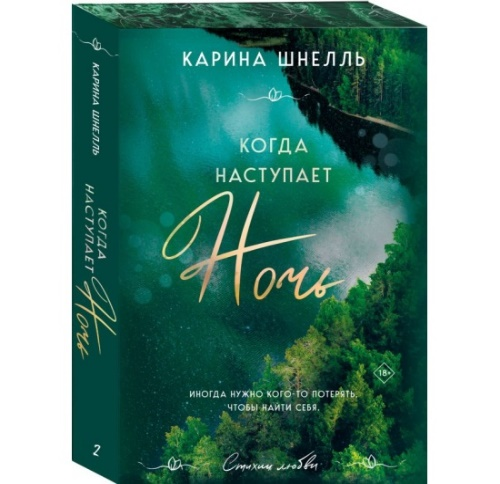 КАРИНА ШНЕЛЛЬ
КОГДА
НАСТУПАЕТ
Ночь
18+
ИНОГДА НУЖНО КОГО-ТО ПОТЕРЯТЬ,
ЧТОБЫ НАЙТИ СЕБЯ.
Стихии любви
КАРИНА ШНЕЛЛЬ
КОГДА
НАСТУПАЕТ
Ночь
2